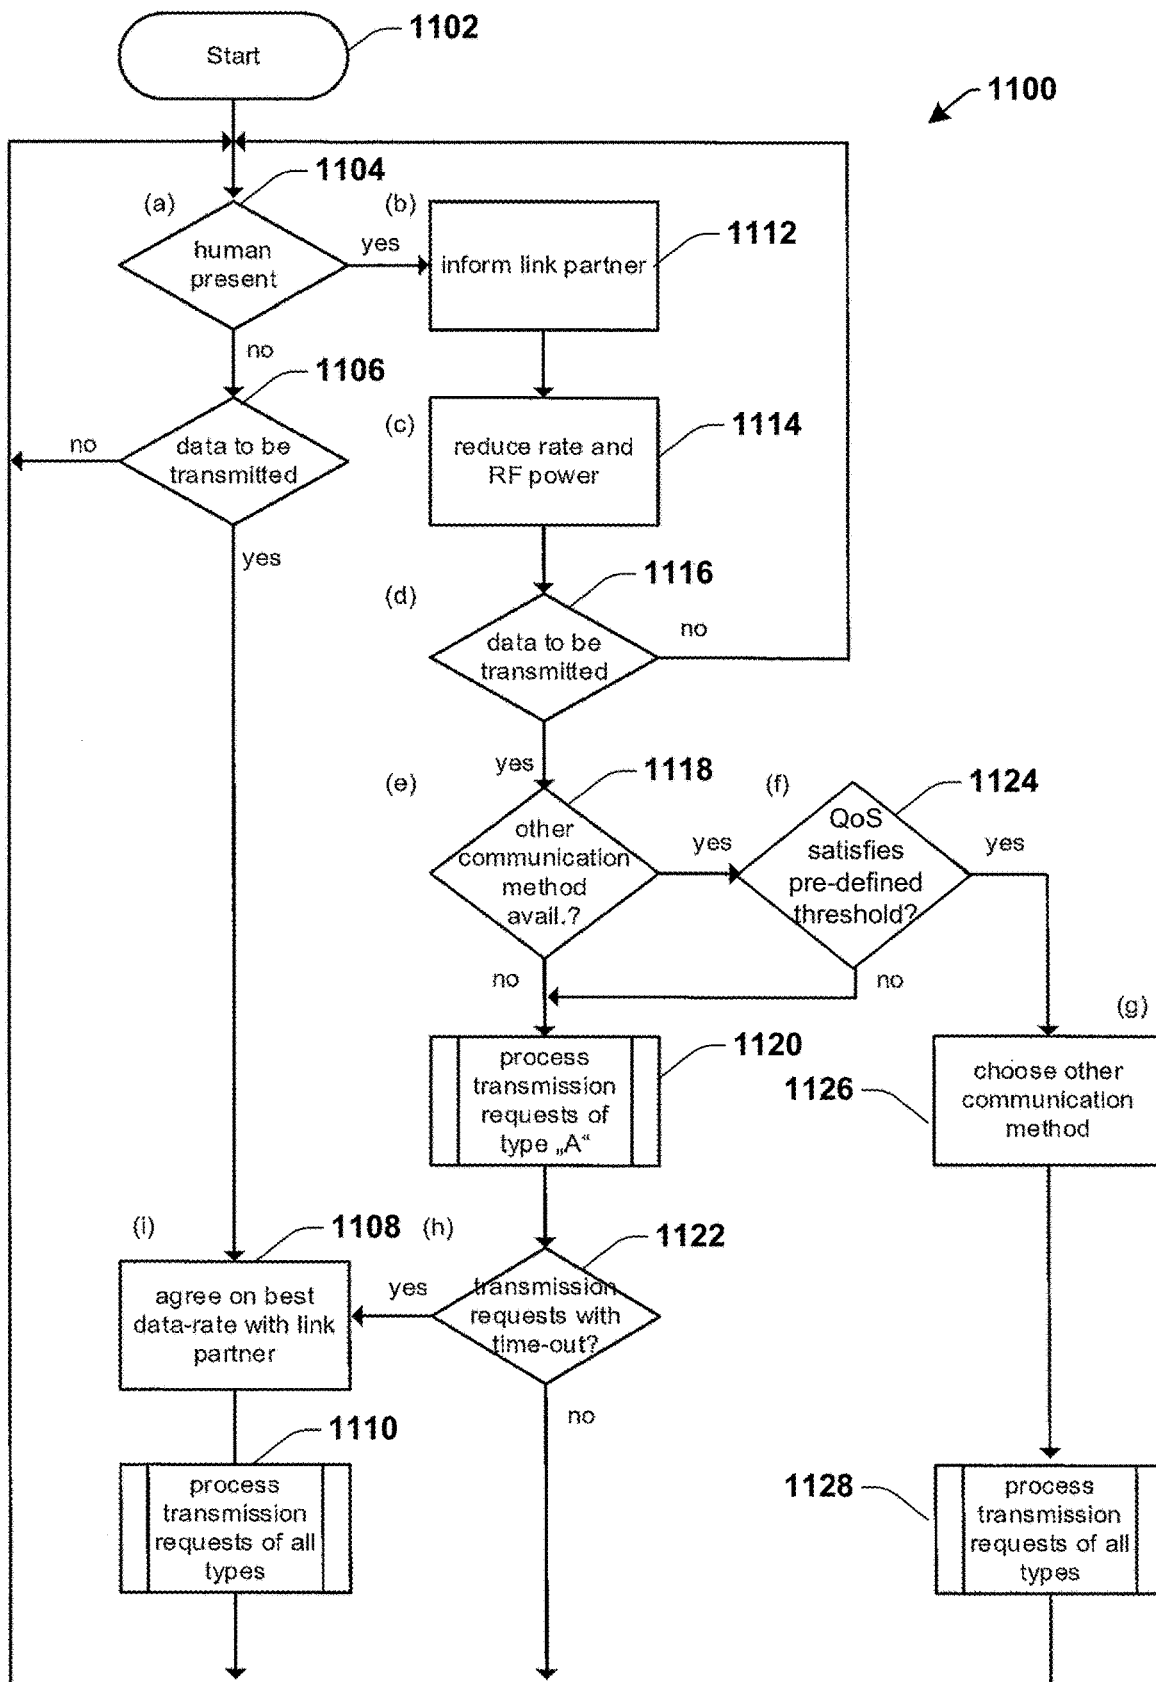 1102
Start
1100
1104
(a)
human
present
yes
(b)
1112
inform link partner
no
1106
data to be
transmitted
no
yes
(c)
1114
reduce rate and
RF power
(d)
1116
data to be
transmitted
no
yes
(e)
1118
other
communication
method
avail.?
yes
(f)
1124
QoS
satisfies
pre-defined
threshold?
yes
no
no
(g)
1120
process
transmission
requests of
type „A“
1126
choose other
communication
method
(i)
1108
agree on best
data-rate with link
partner
yes
(h)
1122
transmission
requests with
time-out?
no
1110
process
transmission
requests of all
types
1128
process
transmission
requests of all
types